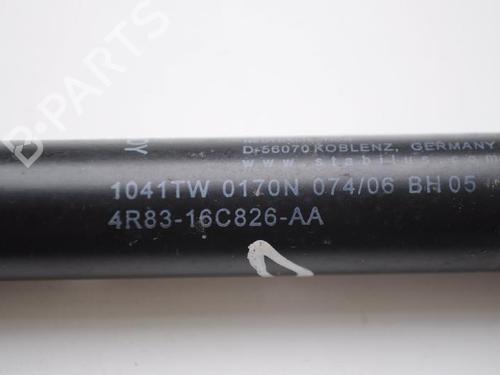 D-56070 KOBLENZ, GERMANY
www.stabilus.com
1041TW 0170N 074/06 BH05
4R83-16C826-AA
B-PARTS